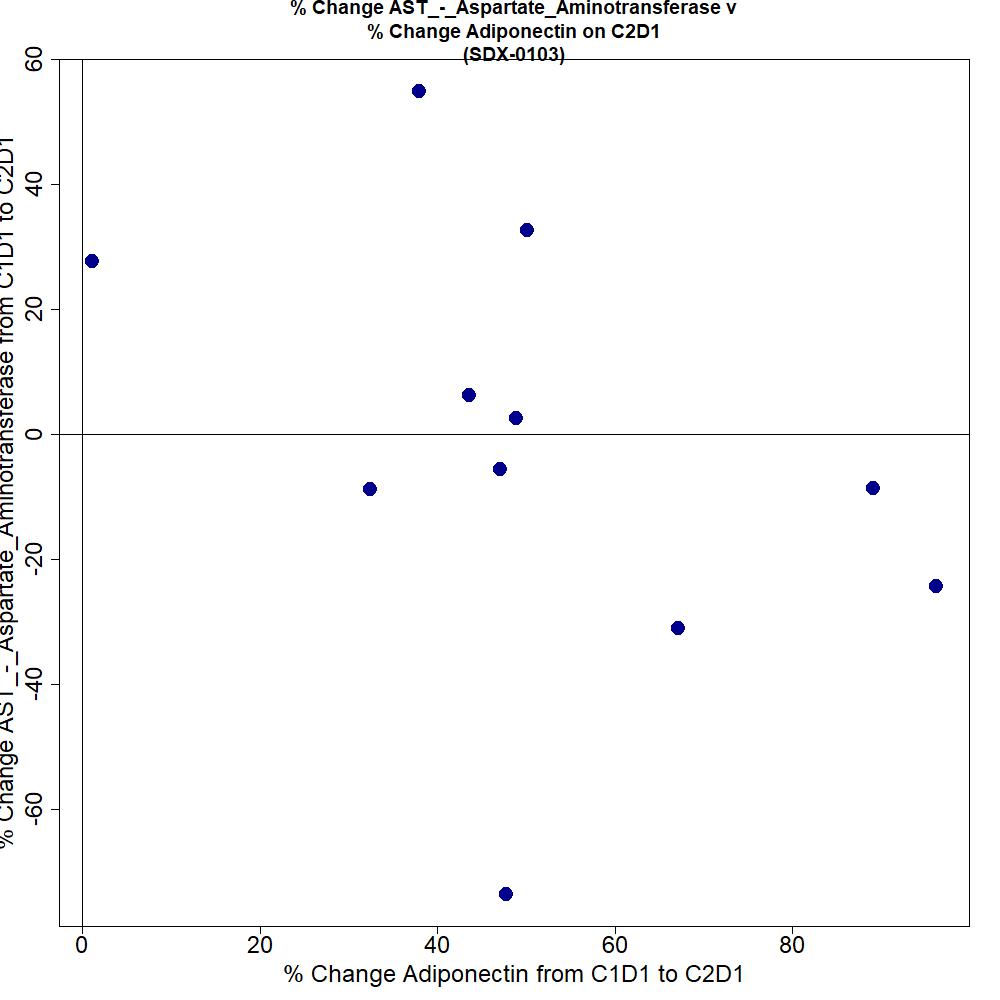 % Change AST_-_Aspartate_Aminotransferase v
% Change Adiponectin on C2D1
(SDX-0103)
% Change AST_-_Aspartate_Aminotransferase from C1D1 to C2D1
60
40
20
0
-20
-40
-60
0 20 40 60 80
% Change Adiponectin from C1D1 to C2D1